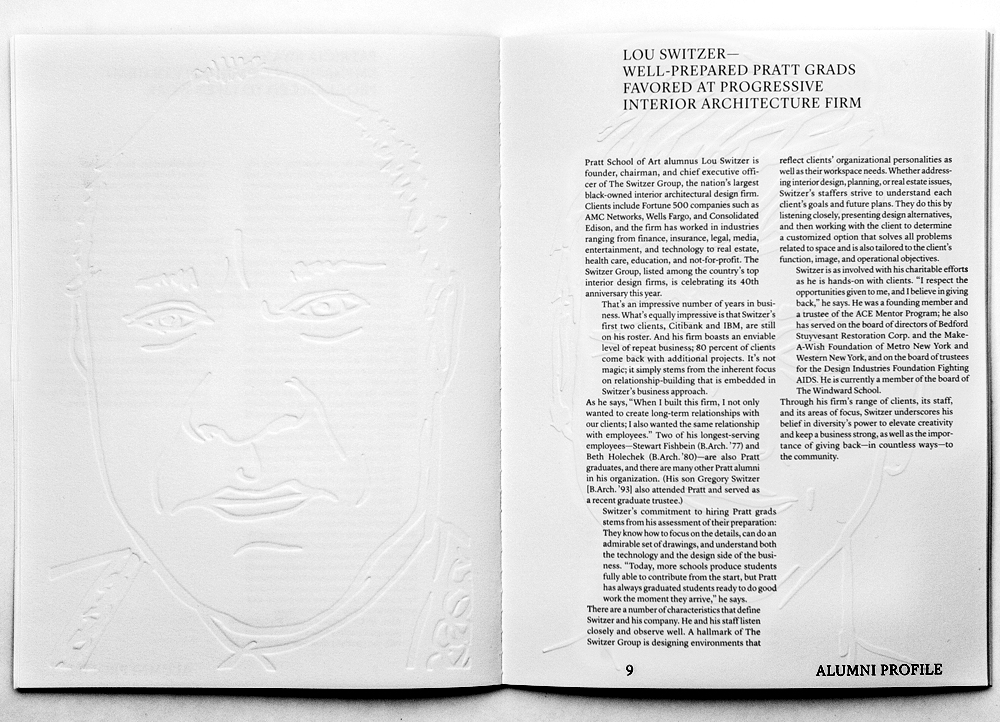 LOU SWITZER—
WELL-PREPARED PRATT GRADS
FAVORED AT PROGRESSIVE
INTERIOR ARCHITECTURE FIRM
Pratt School of Art alumnus Lou Switzer is
founder, chairman, and chief executive offi-
cer of The Switzer Group, the nation's largest
black-owned interior architectural design firm.
Clients include Fortune 500 companies such as
AMC Networks, Wells Fargo, and Consolidated
Edison, and the firm has worked in industries
ranging from finance, insurance, legal, media,
entertainment, and technology to real estate,
health care, education, and not-for-profit. The
Switzer Group, listed among the country's top
interior design firms, is celebrating its 40th
anniversary this year.
That's an impressive number of years in busi-
ness. What's equally impressive is that Switzer's
first two clients, Citibank and IBM, are still
on his roster. And his firm boasts an enviable
level of repeat business; 80 percent of clients
come back with additional projects. It's not
magic; it simply stems from the inherent focus
on relationship-building that is embedded in
Switzer's business approach.
As he says, "When I built this firm, I not only
wanted to create long-term relationships with
our clients; I also wanted the same relationship
with employees." Two of his longest-serving
employees—Stewart Fishbein (B.Arch. '77) and
Beth Holechek (B.Arch. '80)—are also Pratt
graduates, and there are many other Pratt alumni
in his organization. (His son Gregory Switzer
[B.Arch. '93] also attended Pratt and served as
a recent graduate trustee.)
Switzer's commitment to hiring Pratt grads
stems from his assessment of their preparation:
They know how to focus on the details, can do an
admirable set of drawings, and understand both
the technology and the design side of the busi-
ness. "Today, more schools produce students
fully able to contribute from the start, but Pratt
has always graduated students ready to do good
work the moment they arrive," he says.
There are a number of characteristics that define
Switzer and his company. He and his staff listen
closely and observe well. A hallmark of The
Switzer Group is designing environments that
reflect clients' organizational personalities as
well as their workspace needs. Whether address-
ing interior design, planning, or real estate issues,
Switzer's staffers strive to understand each
client's goals and future plans. They do this by
listening closely, presenting design alternatives,
and then working with the client to determine
a customized option that solves all problems
related to space and is also tailored to the client's
function, image, and operational objectives.
Switzer is as involved with his charitable efforts
as he is hands-on with clients. "I respect the
opportunities given to me, and I believe in giving
back," he says. He was a founding member and
a trustee of the ACE Mentor Program; he also
has served on the board of directors of Bedford
Stuyvesant Restoration Corp. and the Make-
A-Wish Foundation of Metro New York and
Western New York, and on the board of trustees
for the Design Industries Foundation Fighting
AIDS. He is currently a member of the board of
The Windward School.
Through his firm's range of clients, its staff,
and its areas of focus, Switzer underscores his
belief in diversity's power to elevate creativity
and keep a business strong, as well as the impor-
tance of giving back—in countless ways—to
the community.
9
ALUMNI PROFILE